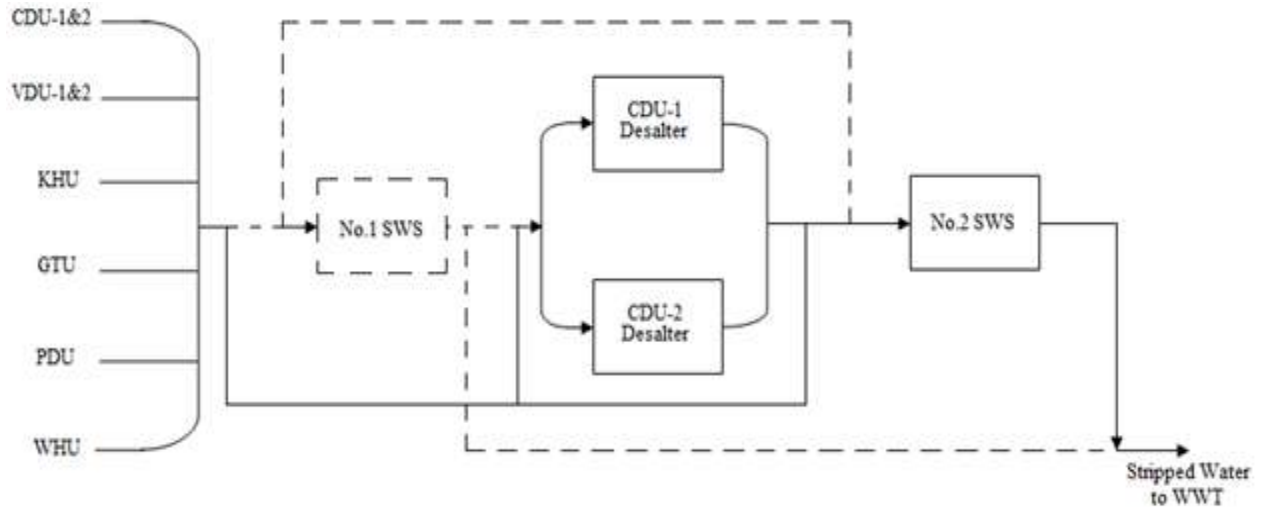 CDU-1&2
VDU-1&2
KHU
GTU
PDU
WHU
No.1 SWS
CDU-1
Desalter
CDU-2
Desalter
No.2 SWS
Stripped Water
to WWT